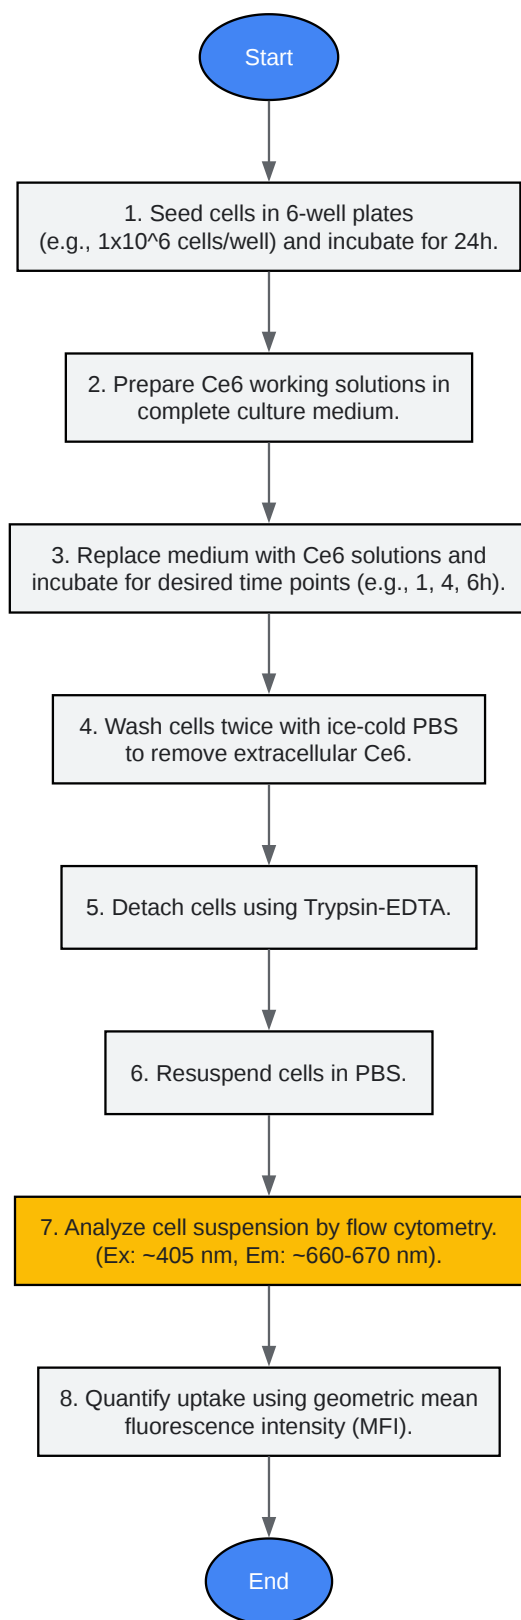 Start
1. Seed cells in 6-well plates
(e.g., 1x10^6 cells/well) and incubate for 24h.
2. Prepare Ce6 working solutions in
complete culture medium.
3. Replace medium with Ce6 solutions and
incubate for desired time points (e.g., 1, 4, 6h).
4. Wash cells twice with ice-cold PBS
to remove extracellular Ce6.
5. Detach cells using Trypsin-EDTA.
6. Resuspend cells in PBS.
7. Analyze cell suspension by flow cytometry.
(Ex: ~405 nm, Em: ~660-670 nm).
8. Quantify uptake using geometric mean
fluorescence intensity (MFI).
End